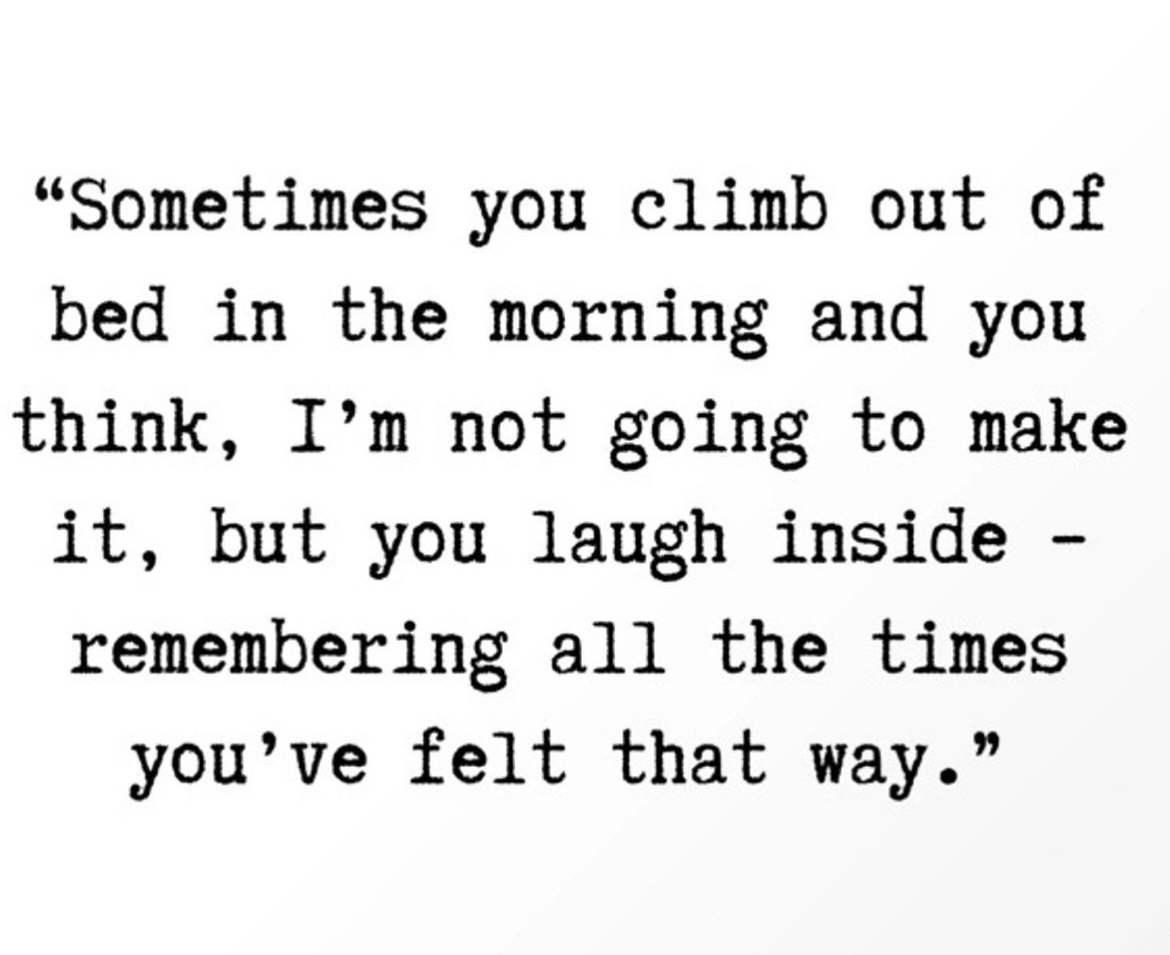 “Sometimes you climb out of
bed in the morning and you
think, I’m not going to make
it, but you laugh inside –
remembering all the times
you’ve felt that way.”